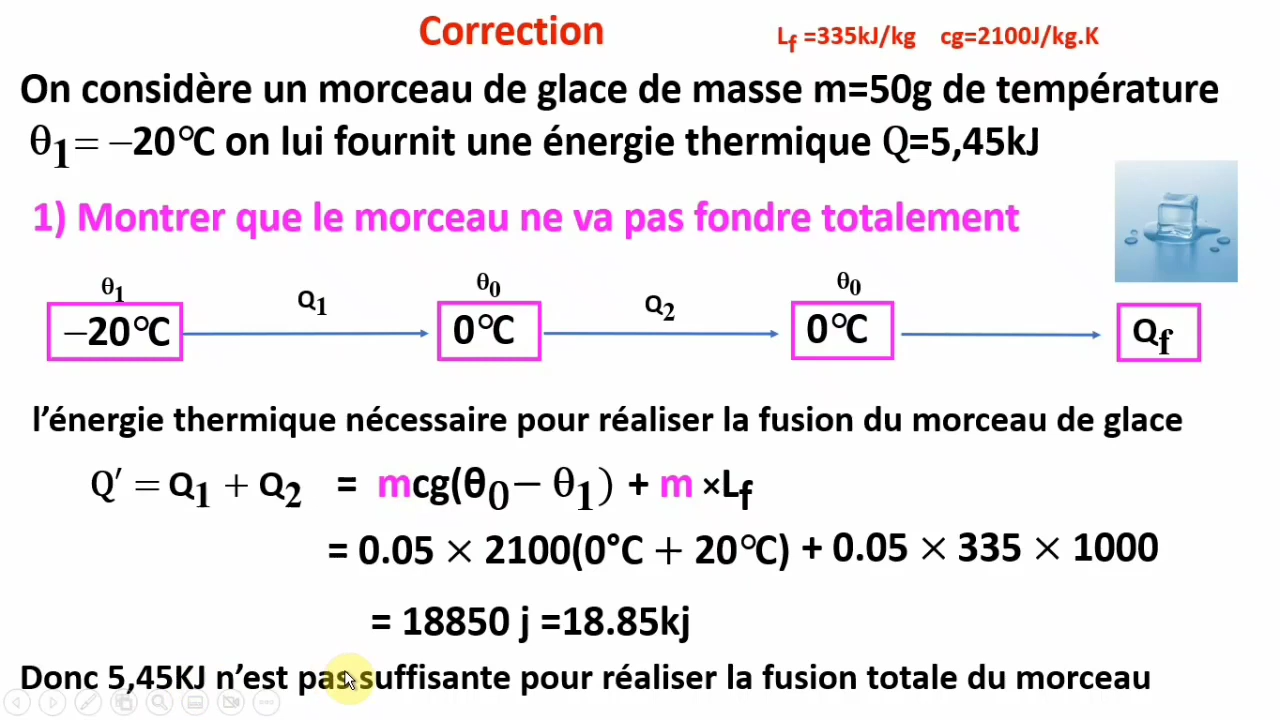 Correction
Lf =335kJ/kg cg=2100J/kg.K
On considère un morceau de glace de masse m=50g de température
θ1= −20°C on lui fournit une énergie thermique Q=5,45kJ
1) Montrer que le morceau ne va pas fondre totalement
θ1 Q1 θ0 Q2 θ0
−20°C 0°C 0°C Qf
l’énergie thermique nécessaire pour réaliser la fusion du morceau de glace
Q′ = Q1 + Q2 = mcg(θ0− θ1) + m ×Lf
= 0.05 × 2100(0°C + 20°C) + 0.05 × 335 × 1000
= 18850 j =18.85kj
Donc 5,45KJ n’est pas suffisante pour réaliser la fusion totale du morceau